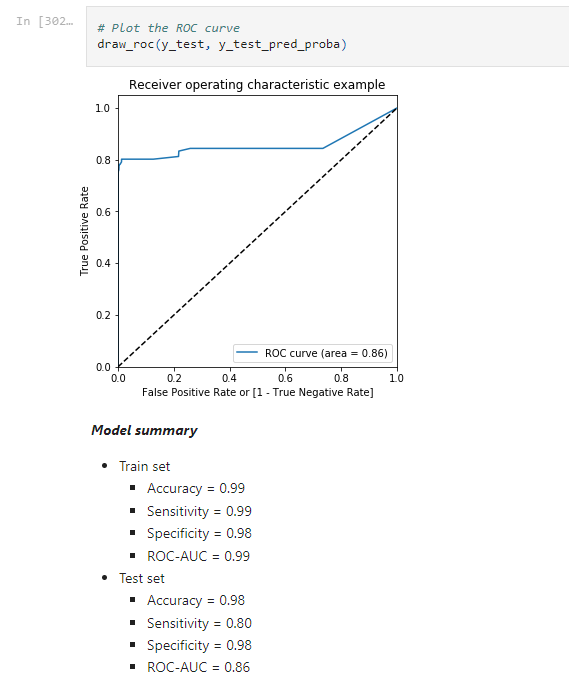 In [302…
# Plot the ROC curve
draw_roc(y_test, y_test_pred_proba)
Receiver operating characteristic example
1.0
0.8
0.6
0.4
0.2
0.0
True Positive Rate
ROC curve (area = 0.86)
0.0 0.2 0.4 0.6 0.8 1.0
False Positive Rate or [1 - True Negative Rate]
Model summary
Train set
Accuracy = 0.99
Sensitivity = 0.99
Specificity = 0.98
ROC-AUC = 0.99
Test set
Accuracy = 0.98
Sensitivity = 0.80
Specificity = 0.98
ROC-AUC = 0.86